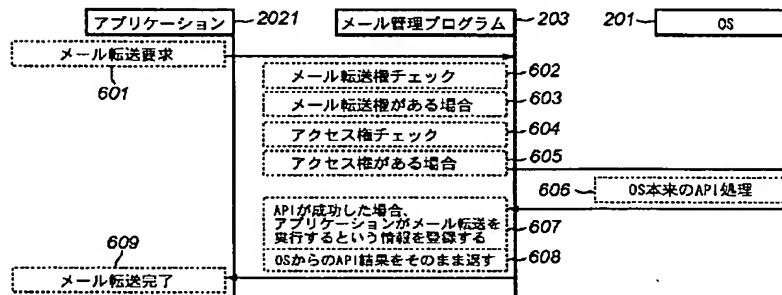 アプリケーション 2021 メール管理プログラム 203 201 OS
メール転送要求
601
メール転送権チェック 602
メール転送権がある場合 603
アクセス権チェック 604
アクセス権がある場合 605
606 OS本来のAPI処理
APIが成功した場合、
アプリケーションがメール転送を
実行するという情報を登録する
607
OSからのAPI結果をそのまま返す 608
609
メール転送完了